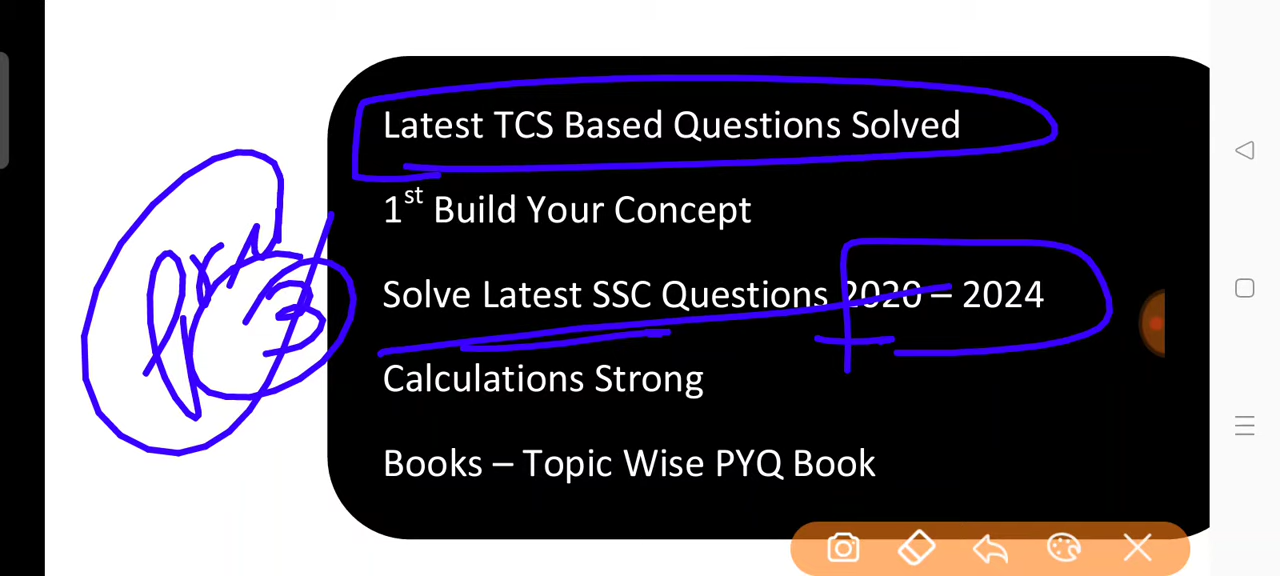 Latest TCS Based Questions Solved
1st Build Your Concept
Solve Latest SSC Questions 2020 – 2024
3
Calculations Strong
Books – Topic Wise PYQ Book